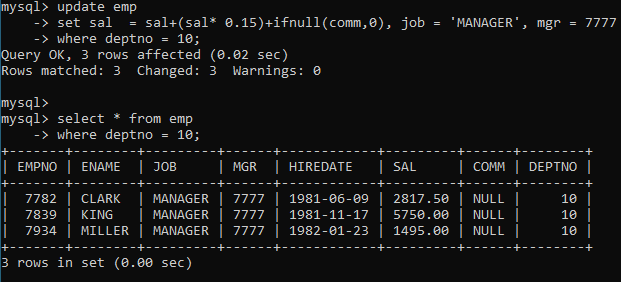 mysql> update emp
    -> set sal  = sal+(sal* 0.15)+ifnull(comm,0), job = 'MANAGER', mgr = 7777
    -> where deptno = 10;
Query OK, 3 rows affected (0.02 sec)
Rows matched: 3  Changed: 3  Warnings: 0
mysql>
mysql> select * from emp
    -> where deptno = 10;
+-------+--------+---------+------+------------+---------+------+--------+
| EMPNO | ENAME  | JOB     | MGR  | HIREDATE   | SAL     | COMM | DEPTNO |
+-------+--------+---------+------+------------+---------+------+--------+
|  7782 | CLARK  | MANAGER | 7777 | 1981-06-09 | 2817.50 | NULL |     10 |
|  7839 | KING   | MANAGER | 7777 | 1981-11-17 | 5750.00 | NULL |     10 |
|  7934 | MILLER | MANAGER | 7777 | 1982-01-23 | 1495.00 | NULL |     10 |
+-------+--------+---------+------+------------+---------+------+--------+
3 rows in set (0.00 sec)